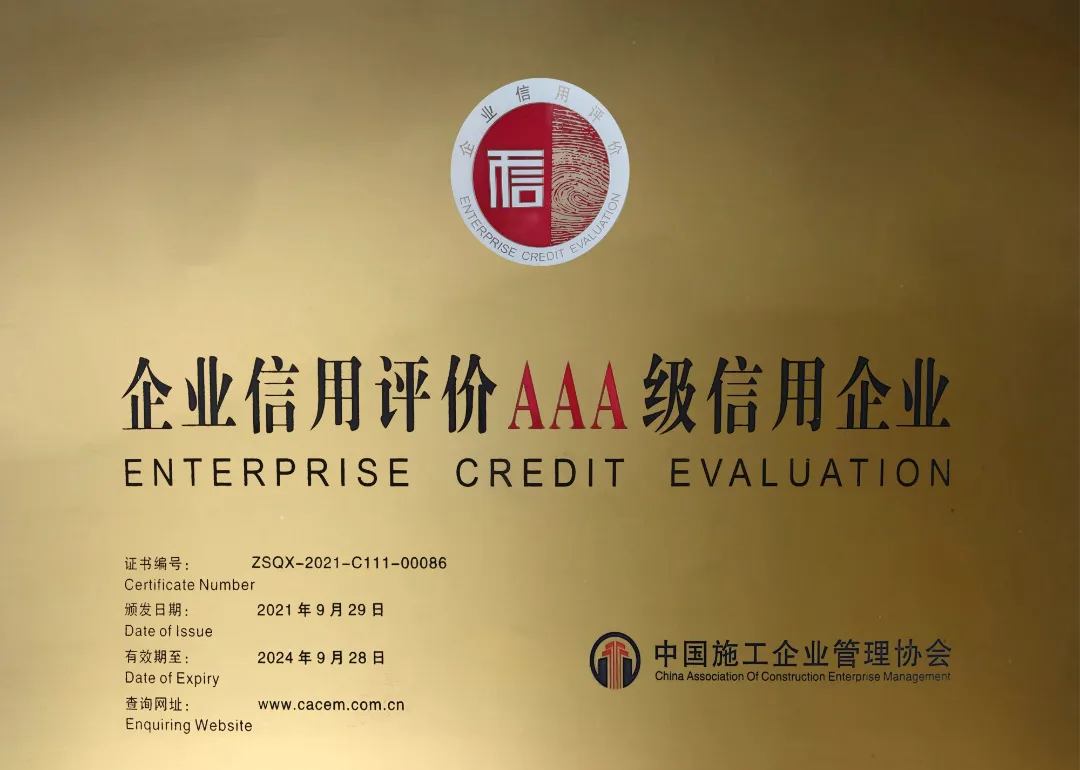 企业信用评价
信
ENTERPRISE CREDIT EVALUATION
企业信用评价AAA级信用企业
ENTERPRISE CREDIT EVALUATION
证书编号: ZSQX-2021-C111-00086
Certificate Number
颁发日期: 2021年9月29日
Date of Issue
有效期至: 2024年9月28日
Date of Expiry
查询网址: www.cacem.com.cn
Enquiring Website
中国施工企业管理协会
China Association Of Construction Enterprise Management